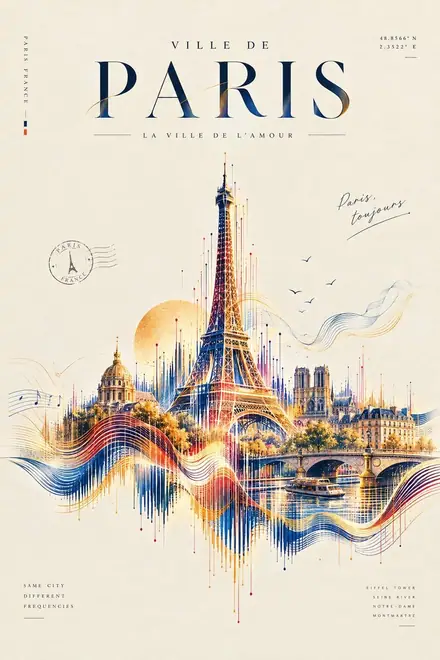 VILLE DE
PARIS
LA VILLE DE L'AMOUR
PARIS FRANCE
48.8566° N
2.3522° E
Paris,
toujours
PARIS
FRANCE
SAME CITY
DIFFERENT
FREQUENCIES
EIFFEL TOWER
SEINE RIVER
NOTRE-DAME
MONTMARTRE